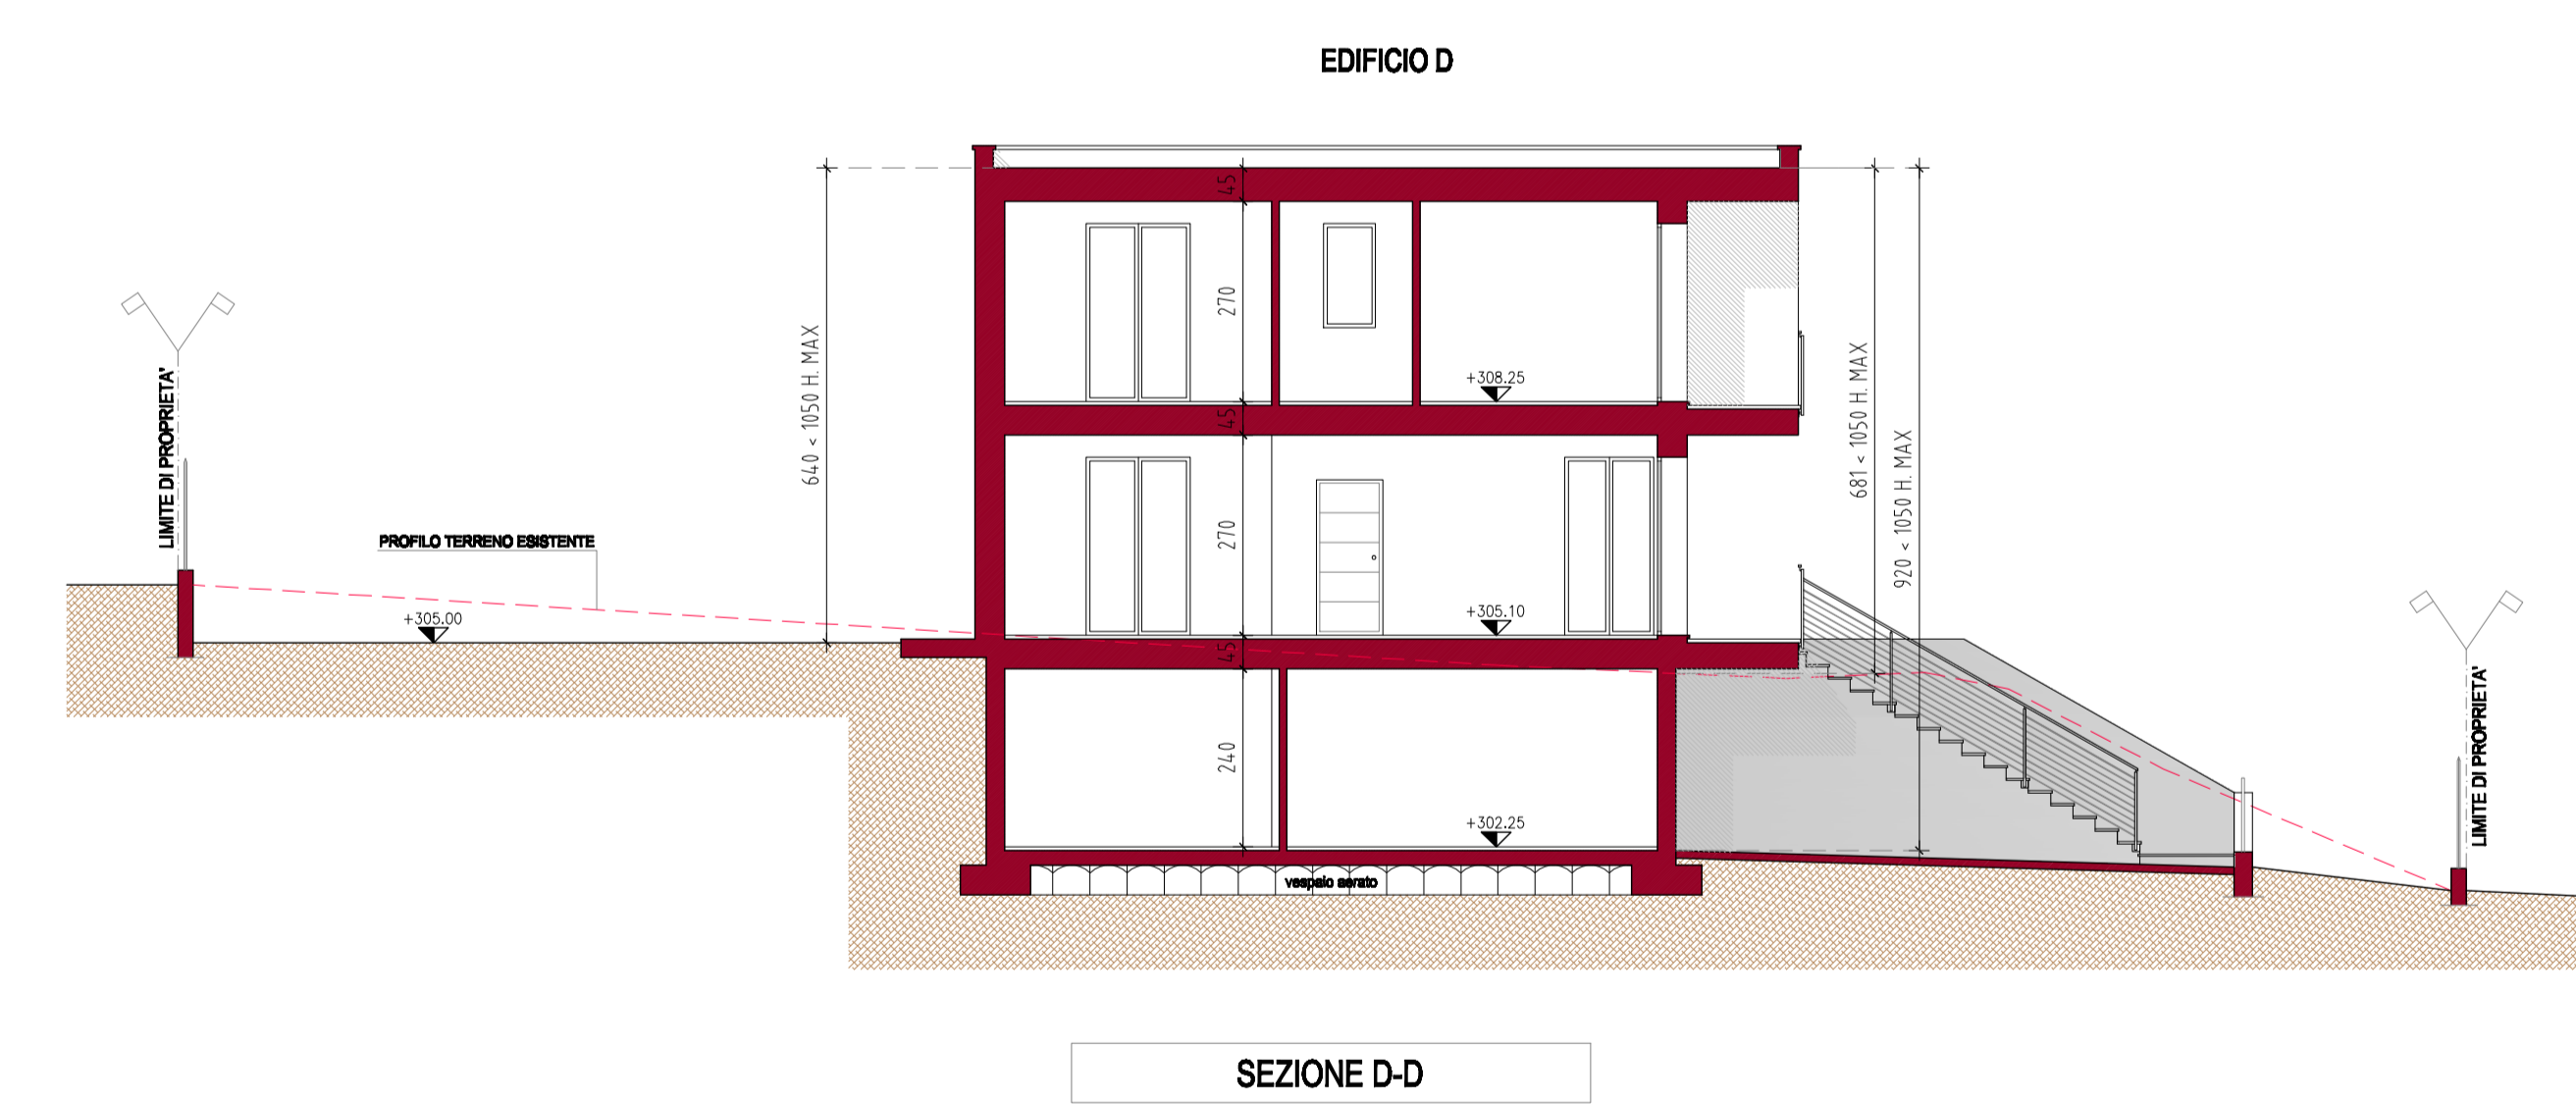 EDIFICIO D
45
270
640 < 1050 H. MAX
+308.25
681 < 1050 H. MAX
LIMITE DI PROPRIETA'
45
920 < 1050 H. MAX
PROFILO TERRENO ESISTENTE
270
+305.00
+305.10
45
LIMITE DI PROPRIETA'
240
+302.25
vespaio aerato
SEZIONE D-D